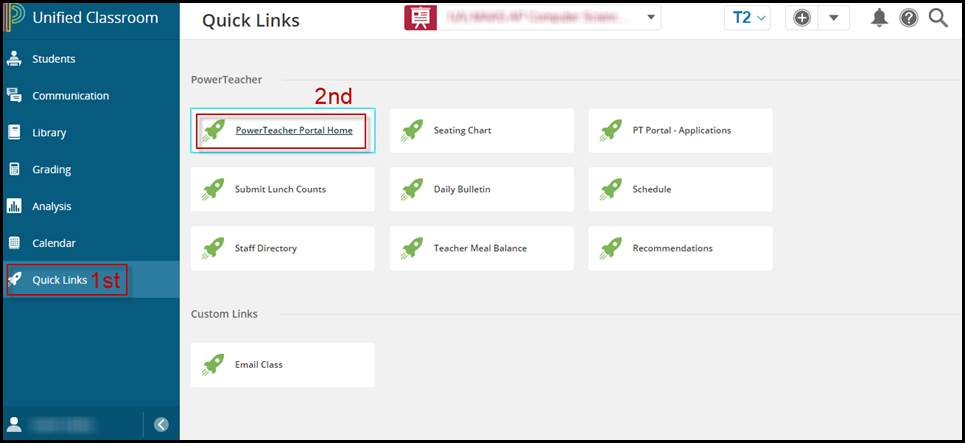 Unified Classroom
Quick Links
T2
Students
Communication
Library
Grading
Analysis
Calendar
Quick Links 1st
PowerTeacher
2nd
PowerTeacher Portal Home
Seating Chart
PT Portal - Applications
Submit Lunch Counts
Daily Bulletin
Schedule
Staff Directory
Teacher Meal Balance
Recommendations
Custom Links
Email Class